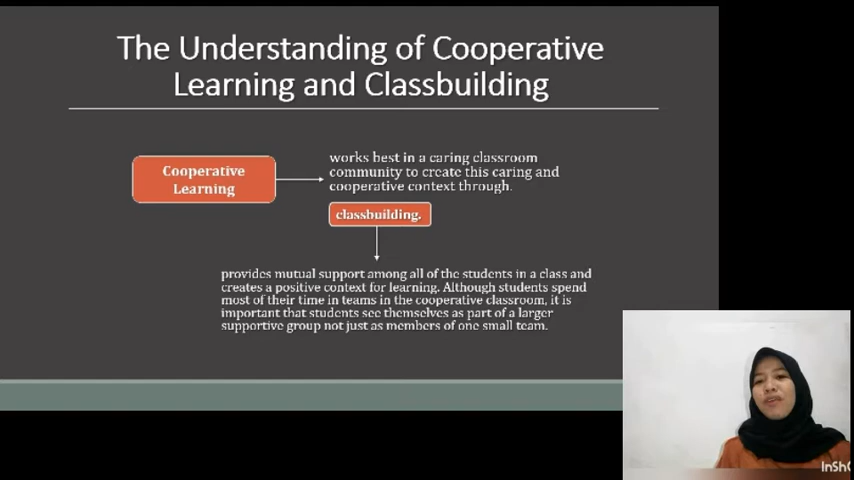 The Understanding of Cooperative
Learning and Classbuilding
Cooperative
Learning
works best in a caring classroom
community to create this caring and
cooperative context through.
classbuilding.
provides mutual support among all of the students in a class and
creates a positive context for learning. Although students spend
most of their time in teams in the cooperative classroom, it is
important that students see themselves as part of a larger
supportive group not just as members of one small team.